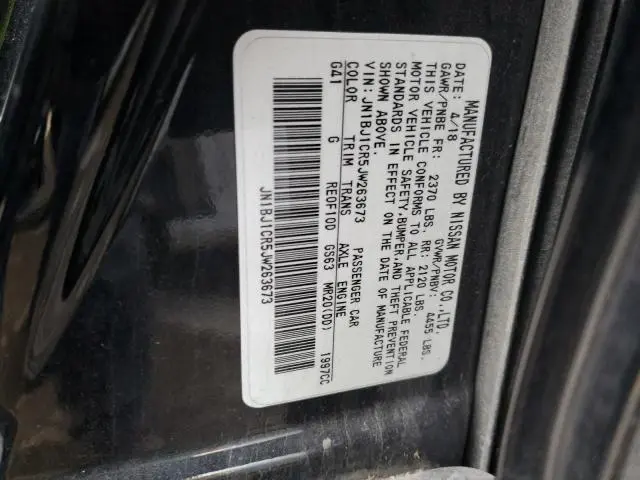 MANUFACTURED BY NISSAN MOTOR CO.,LTD.
DATE: 4/18 GVWR/PNBV: 4455 LBS.
GAWR/PNBE FR: 2370 LBS. RR: 2120 LBS.
THIS VEHICLE CONFORMS TO ALL APPLICABLE FEDERAL
MOTOR VEHICLE SAFETY,BUMPER,AND THEFT PREVENTION
STANDARDS IN EFFECT ON THE DATE OF MANUFACTURE
SHOWN ABOVE.
VIN:JN1BJ1CR5JW263673 PASSENGER CAR
COLOR TRIM TRANS AXLE ENGINE
G41 G RE0F10D GS63 MR20(DD) 1997CC
JN1BJ1CR5JW263673